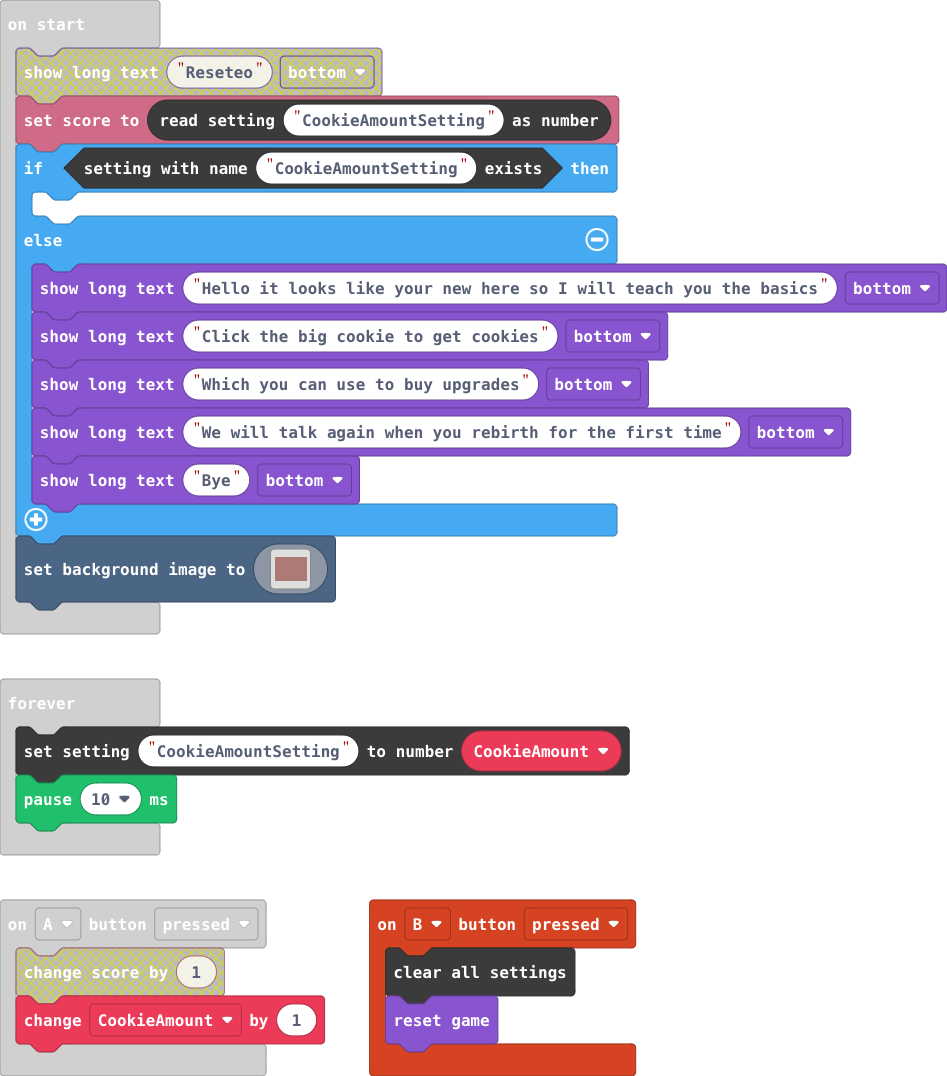 on start
show long text "Reseteo" bottom
set score to read setting "CookieAmountSetting" as number
if setting with name "CookieAmountSetting" exists then
else
show long text "Hello it looks like your new here so I will teach you the basics" bottom
show long text "Click the big cookie to get cookies" bottom
show long text "Which you can use to buy upgrades" bottom
show long text "We will talk again when you rebirth for the first time" bottom
show long text "Bye" bottom
set background image to
forever
set setting "CookieAmountSetting" to number CookieAmount
pause 10 ms
on A button pressed
change score by 1
change CookieAmount by 1
on B button pressed
clear all settings
reset game